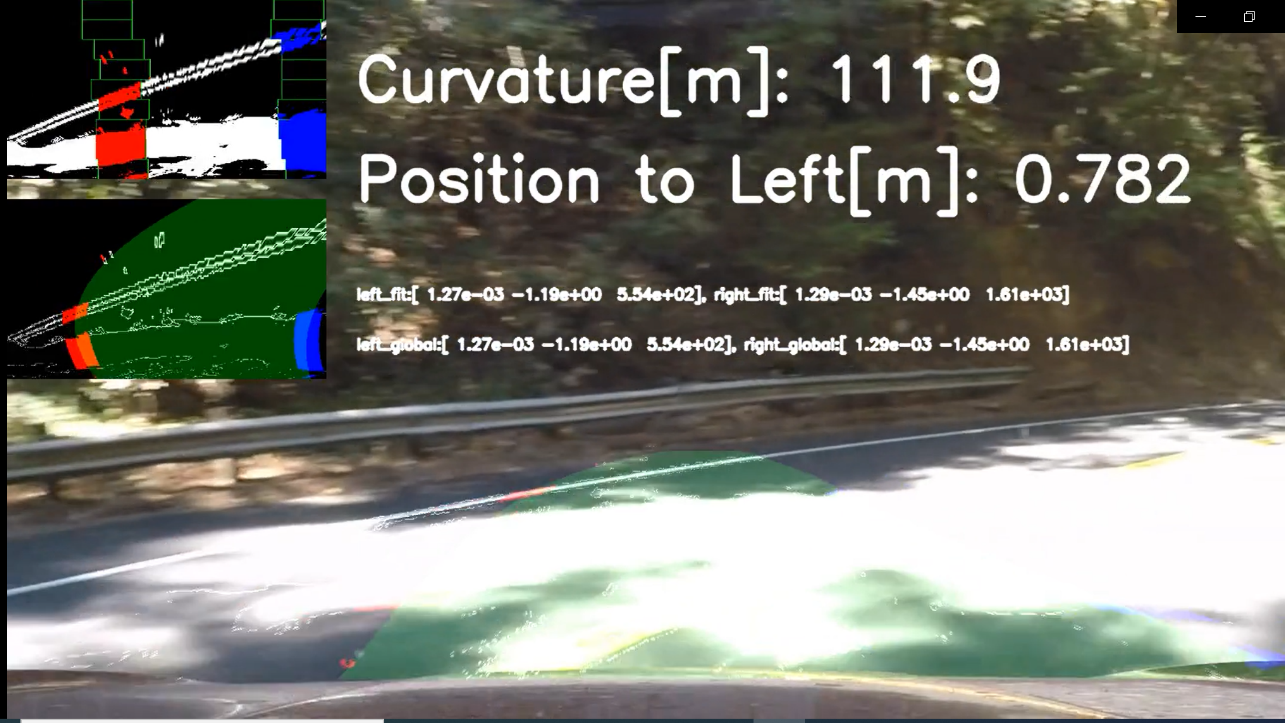 Curvature[m]: 111.9
Position to Left[m]: 0.782
left_fit:[ 1.27e-03 -1.19e+00 5.54e+02], right_fit:[ 1.29e-03 -1.45e+00 1.61e+03]
left_global:[ 1.27e-03 -1.19e+00 5.54e+02], right_global:[ 1.29e-03 -1.45e+00 1.61e+03]